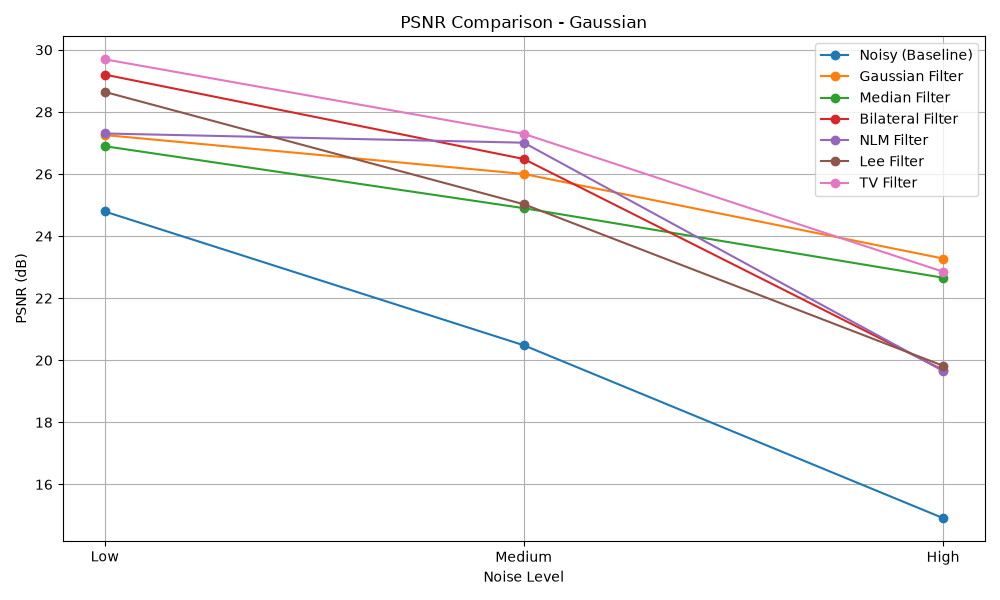 PSNR Comparison - Gaussian
PSNR (dB)
30
28
26
24
22
20
18
16
Noisy (Baseline)
Gaussian Filter
Median Filter
Bilateral Filter
NLM Filter
Lee Filter
TV Filter
Low
Medium
High
Noise Level